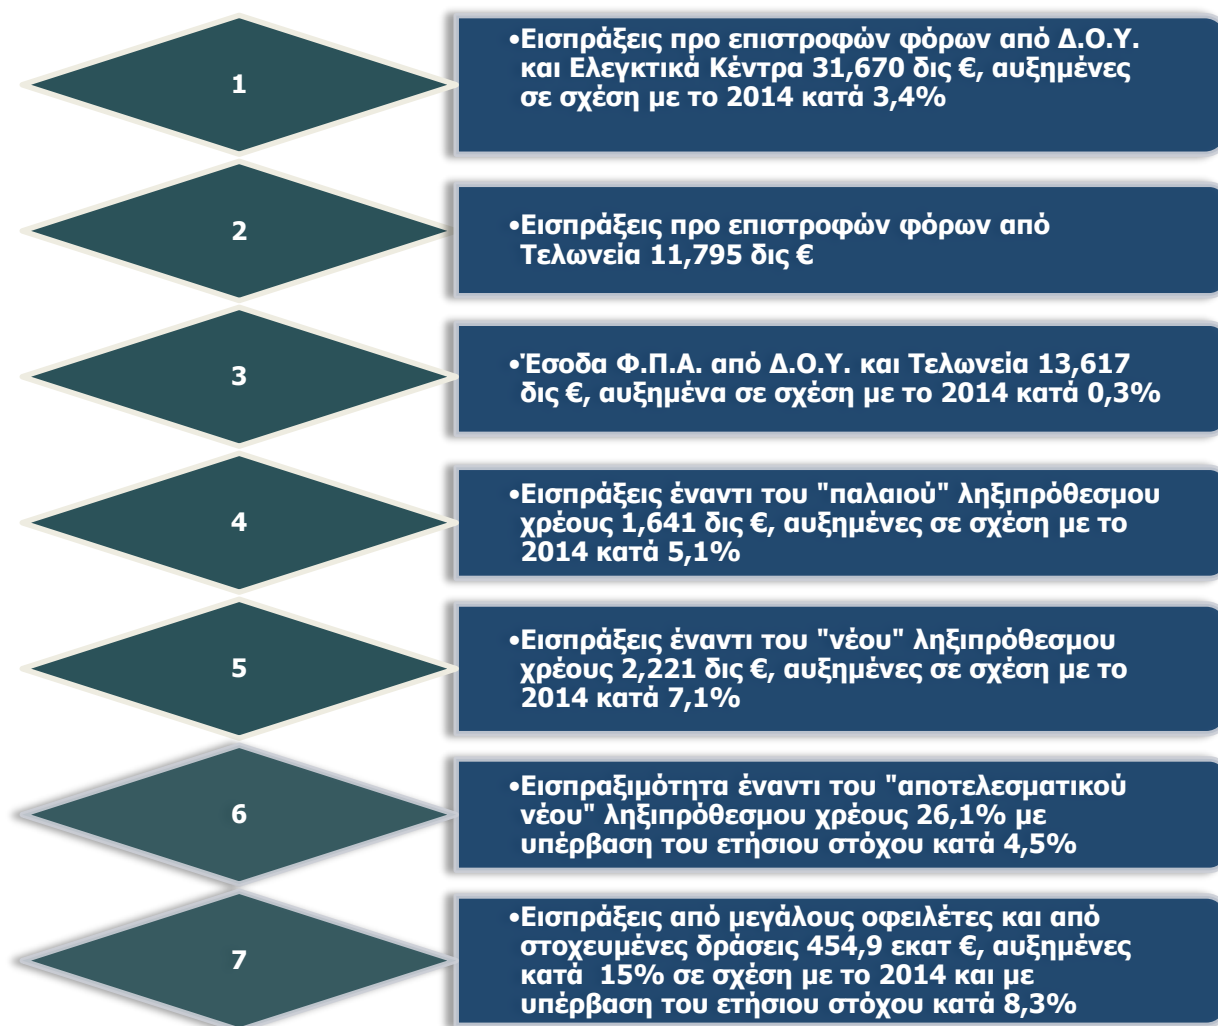 1
•Εισπράξεις προ επιστροφών φόρων από Δ.Ο.Υ.
και Ελεγκτικά Κέντρα 31,670 δις €, αυξημένες
σε σχέση με το 2014 κατά 3,4%
2
•Εισπράξεις προ επιστροφών φόρων από
Τελωνεία 11,795 δις €
3
•Έσοδα Φ.Π.Α. από Δ.Ο.Υ. και Τελωνεία 13,617
δις €, αυξημένα σε σχέση με το 2014 κατά 0,3%
4
•Εισπράξεις έναντι του "παλαιού" ληξιπρόθεσμου
χρέους 1,641 δις €, αυξημένες σε σχέση με το
2014 κατά 5,1%
5
•Εισπράξεις έναντι του "νέου" ληξιπρόθεσμου
χρέους 2,221 δις €, αυξημένες σε σχέση με το
2014 κατά 7,1%
6
•Εισπραξιμότητα έναντι του "αποτελεσματικού
νέου" ληξιπρόθεσμου χρέους 26,1% με
υπέρβαση του ετήσιου στόχου κατά 4,5%
7
•Εισπράξεις από μεγάλους οφειλέτες και από
στοχευμένες δράσεις 454,9 εκατ €, αυξημένες
κατά  15% σε σχέση με το 2014 και με
υπέρβαση του ετήσιου στόχου κατά 8,3%